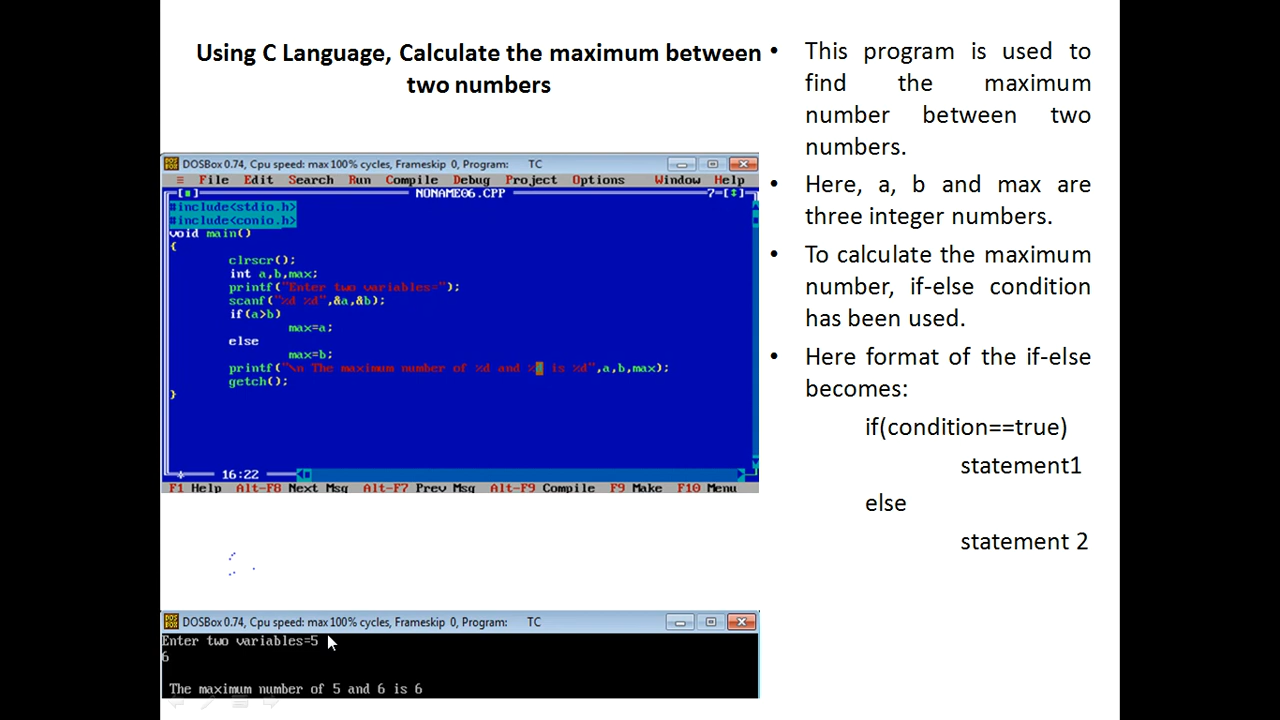 Using C Language, Calculate the maximum between
two numbers
DOSBox 0.74, Cpu speed: max 100% cycles, Frameskip 0, Program: TC
≡ File Edit Search Run Compile Debug Project Options Window Help
[■] NONAME06.CPP 7=[↕]
#include<stdio.h>
#include<conio.h>
void main()
{
clrscr();
int a,b,max;
printf("Enter two variables=");
scanf("%d %d",&a,&b);
if(a>b)
max=a;
else
max=b;
printf("\n The maximum number of %d and %d is %d",a,b,max);
getch();
}
16:22
F1 Help Alt-F8 Next Msg Alt-F7 Prev Msg Alt-F9 Compile F9 Make F10 Menu
DOSBox 0.74, Cpu speed: max 100% cycles, Frameskip 0, Program: TC
Enter two variables=5
6
The maximum number of 5 and 6 is 6
• This program is used to
find the maximum
number between two
numbers.
• Here, a, b and max are
three integer numbers.
• To calculate the maximum
number, if-else condition
has been used.
• Here format of the if-else
becomes:
if(condition==true)
statement1
else
statement 2